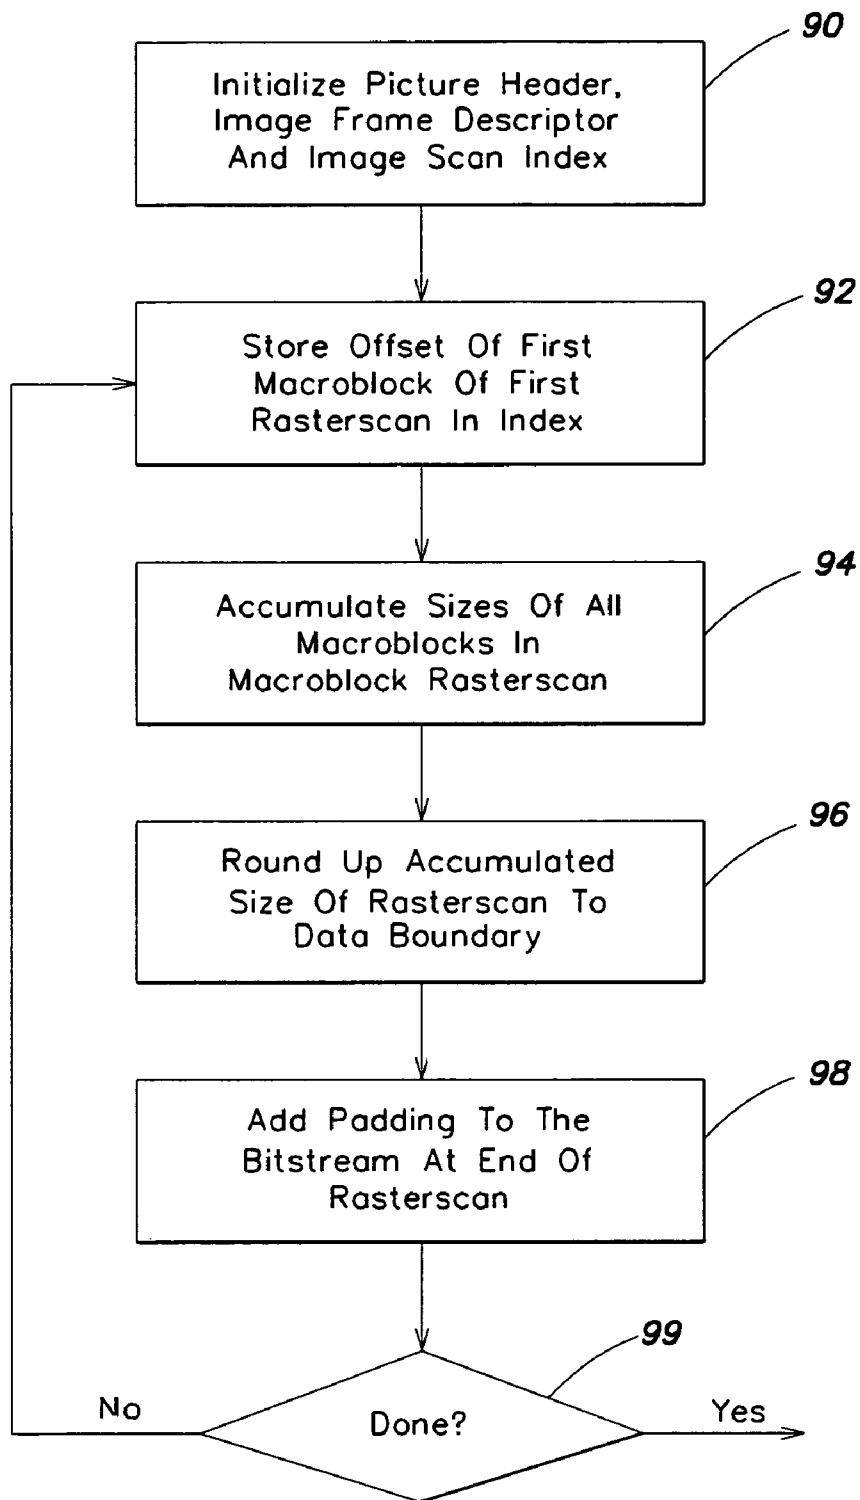 90
Initialize Picture Header,
Image Frame Descriptor
And Image Scan Index
92
Store Offset Of First
Macroblock Of First
Rasterscan In Index
94
Accumulate Sizes Of All
Macroblocks In
Macroblock Rasterscan
96
Round Up Accumulated
Size Of Rasterscan To
Data Boundary
98
Add Padding To The
Bitstream At End Of
Rasterscan
99
No
Done?
Yes